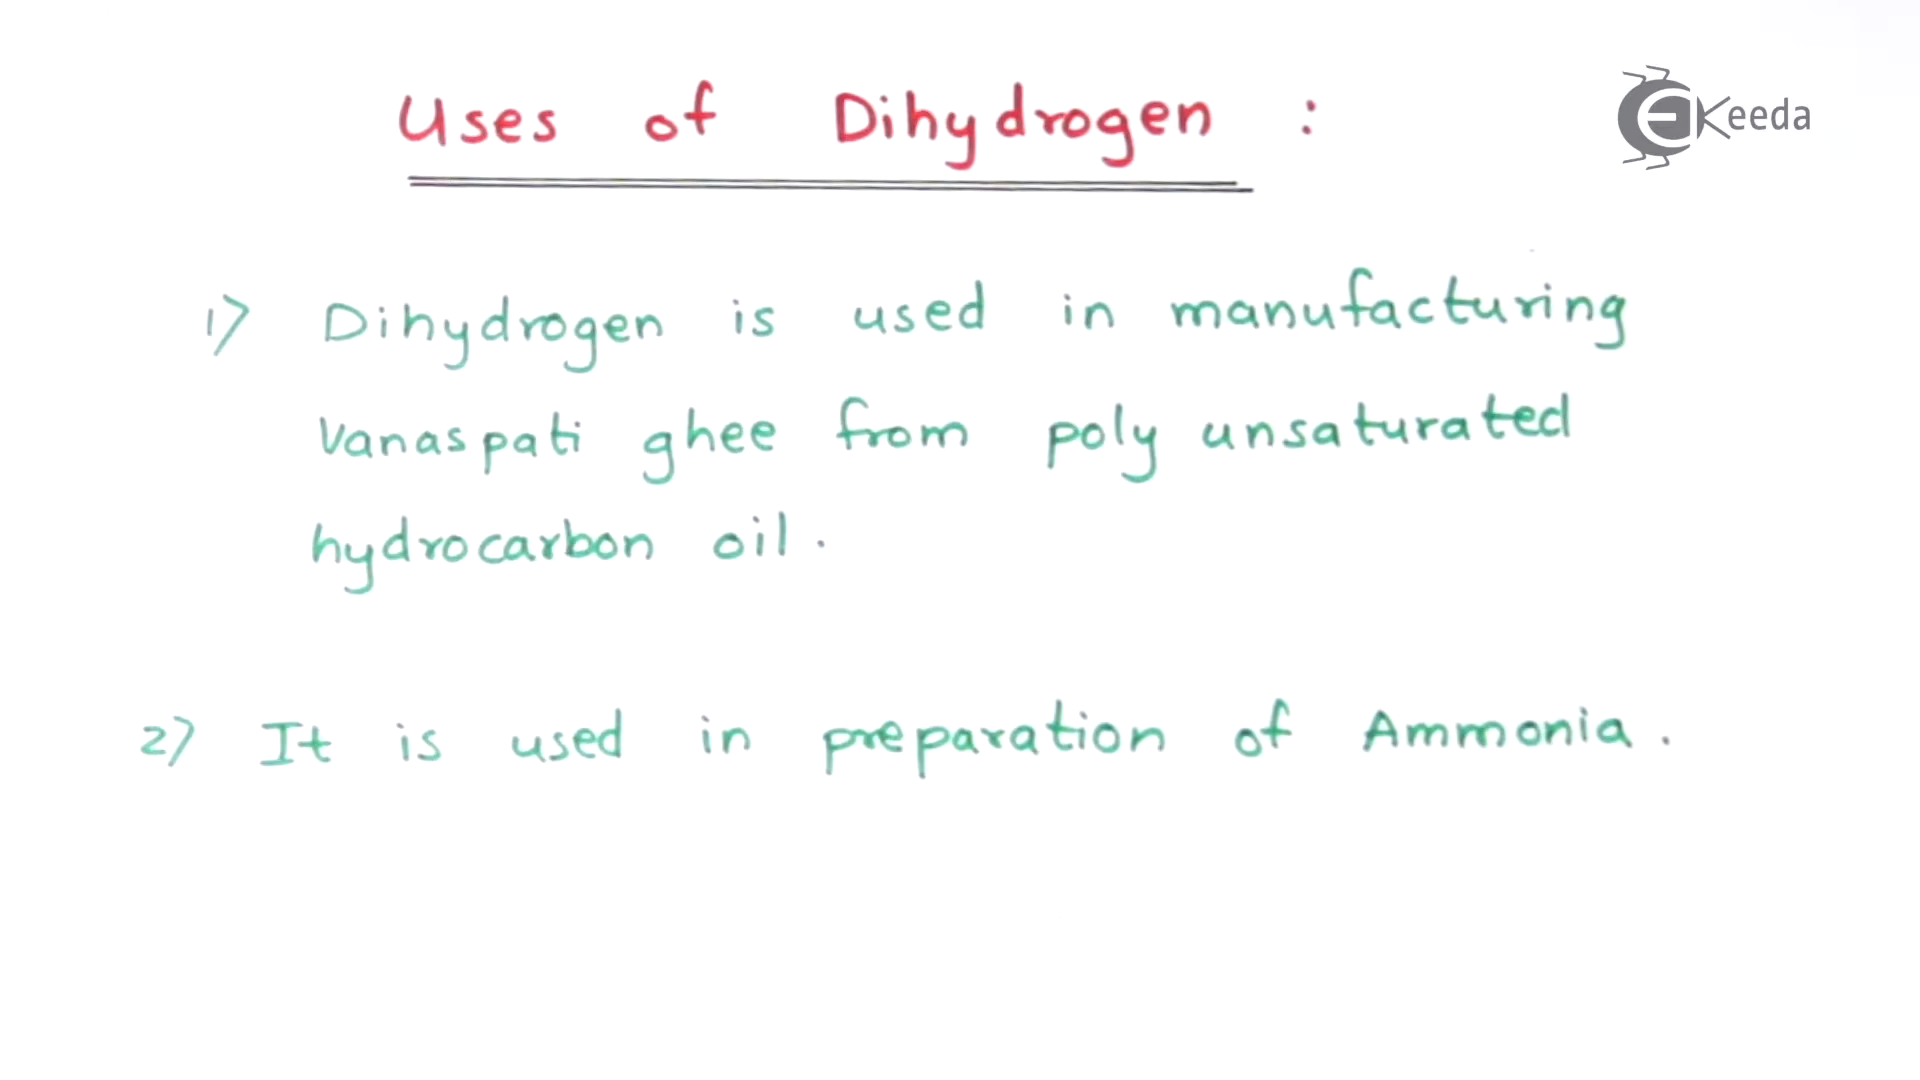 Uses of Dihydrogen :
EKeeda
1) Dihydrogen is used in manufacturing
Vanaspati ghee from poly unsaturated
hydrocarbon oil.
2) It is used in preparation of Ammonia.